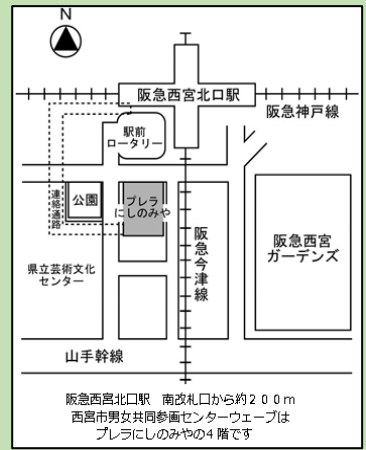 N
阪急西宮北口駅
阪急神戸線
駅前
ロータリー
連絡通路
公園
プレラ
にしのみや
阪急今津線
阪急西宮
ガーデンズ
県立芸術文化
センター
山手幹線
阪急西宮北口駅 南改札口から約200m
西宮市男女共同参画センターウェーブは
プレラにしのみやの4階です